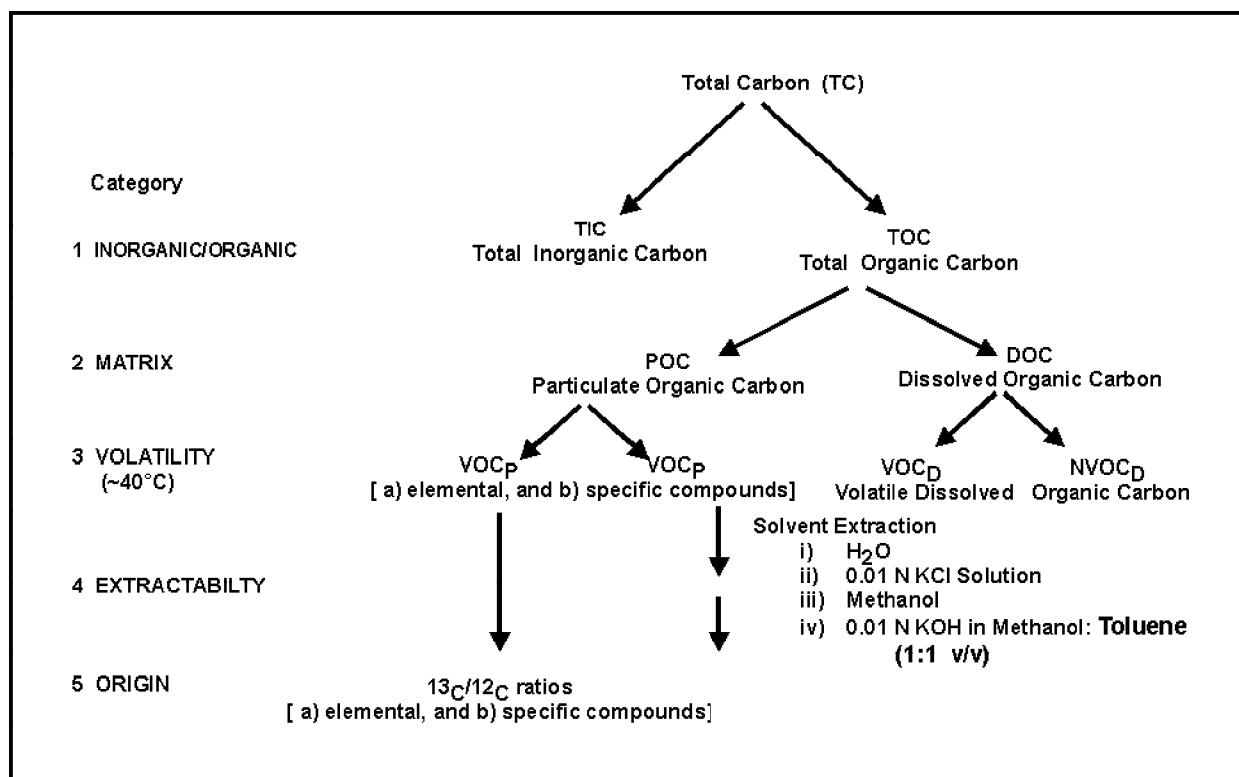 Total Carbon (TC)
Category
TIC
TOC
1 INORGANIC/ORGANIC
Total Inorganic Carbon
Total Organic Carbon
2 MATRIX
POC
DOC
Particulate Organic Carbon
Dissolved Organic Carbon
3 VOLATILITY
(~40°C)
VOCP
VOCP
VOCD
NVOCD
[ a) elemental, and b) specific compounds]
Volatile Dissolved
Organic Carbon
Solvent Extraction
i) H2O
ii) 0.01 N KCl Solution
4 EXTRACTABILTY
iii) Methanol
iv) 0.01 N KOH in Methanol: Toluene
(1:1 v/v)
5 ORIGIN
13C/12C ratios
[ a) elemental, and b) specific compounds]